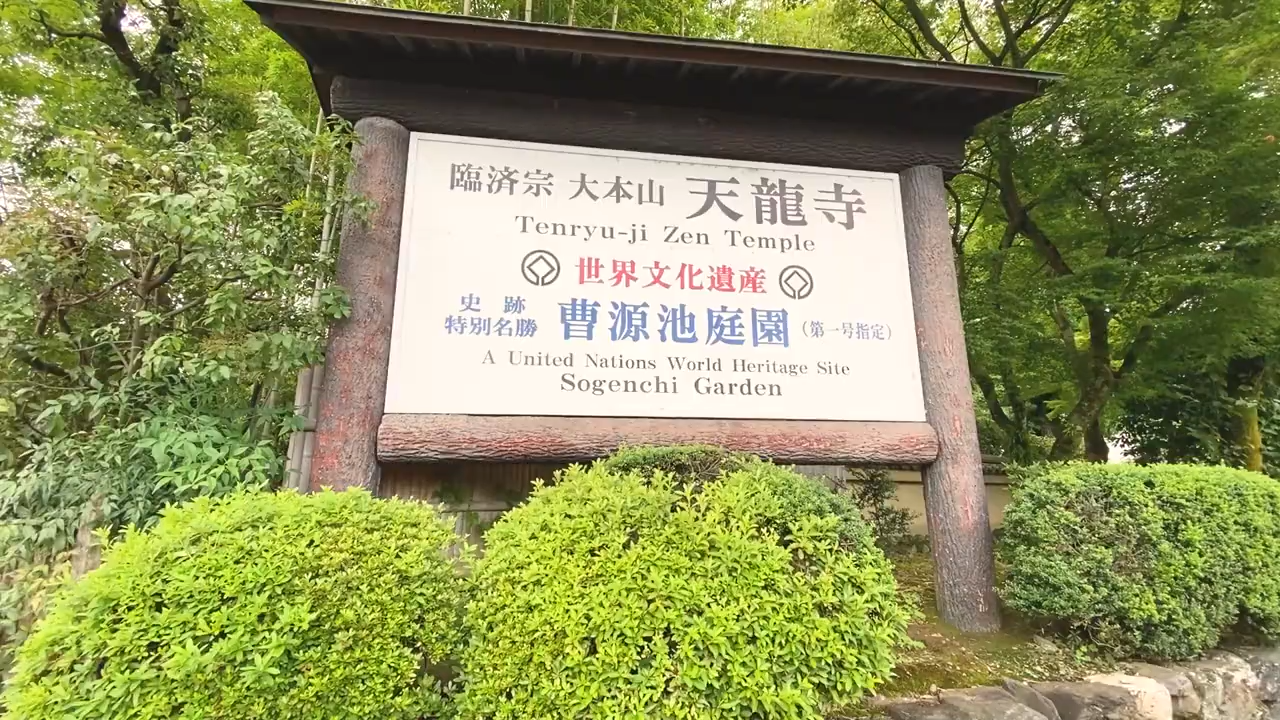 臨済宗 大本山 天龍寺
Tenryu-ji Zen Temple
世界文化遺産
史跡
特別名勝 曹源池庭園 (第一号指定)
A United Nations World Heritage Site
Sogenchi Garden